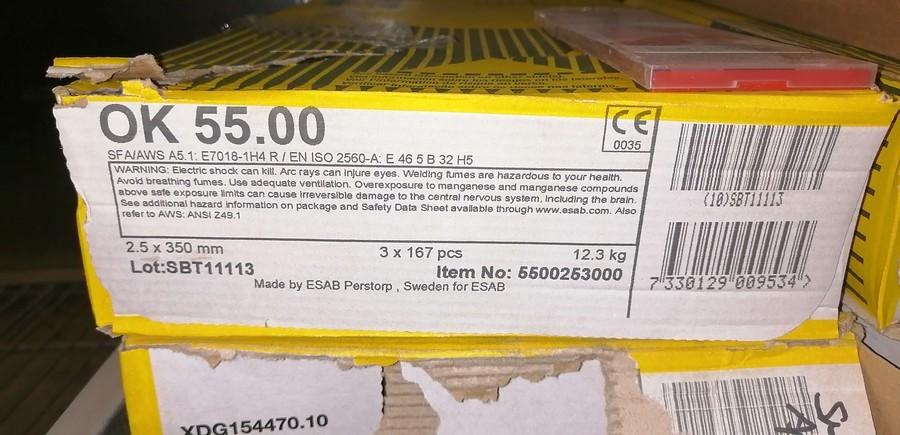 OK 55.00
CE
0035
SFA/AWS A5.1: E7018-1H4 R / EN ISO 2560-A: E 46 5 B 32 H5
WARNING: Electric shock can kill. Arc rays can injure eyes. Welding fumes are hazardous to your health.
Avoid breathing fumes. Use adequate ventilation. Overexposure to manganese and manganese compounds
above safe exposure limits can cause irreversible damage to the central nervous system, including the brain.
See additional hazard information on package and Safety Data Sheet available through www.esab.com. Also
refer to AWS: ANSI Z49.1
(10)SBT11113
2.5 x 350 mm 3 x 167 pcs 12.3 kg
Lot:SBT11113 Item No: 5500253000
Made by ESAB Perstorp , Sweden for ESAB
7 330129 009534 >
XDG154470.10